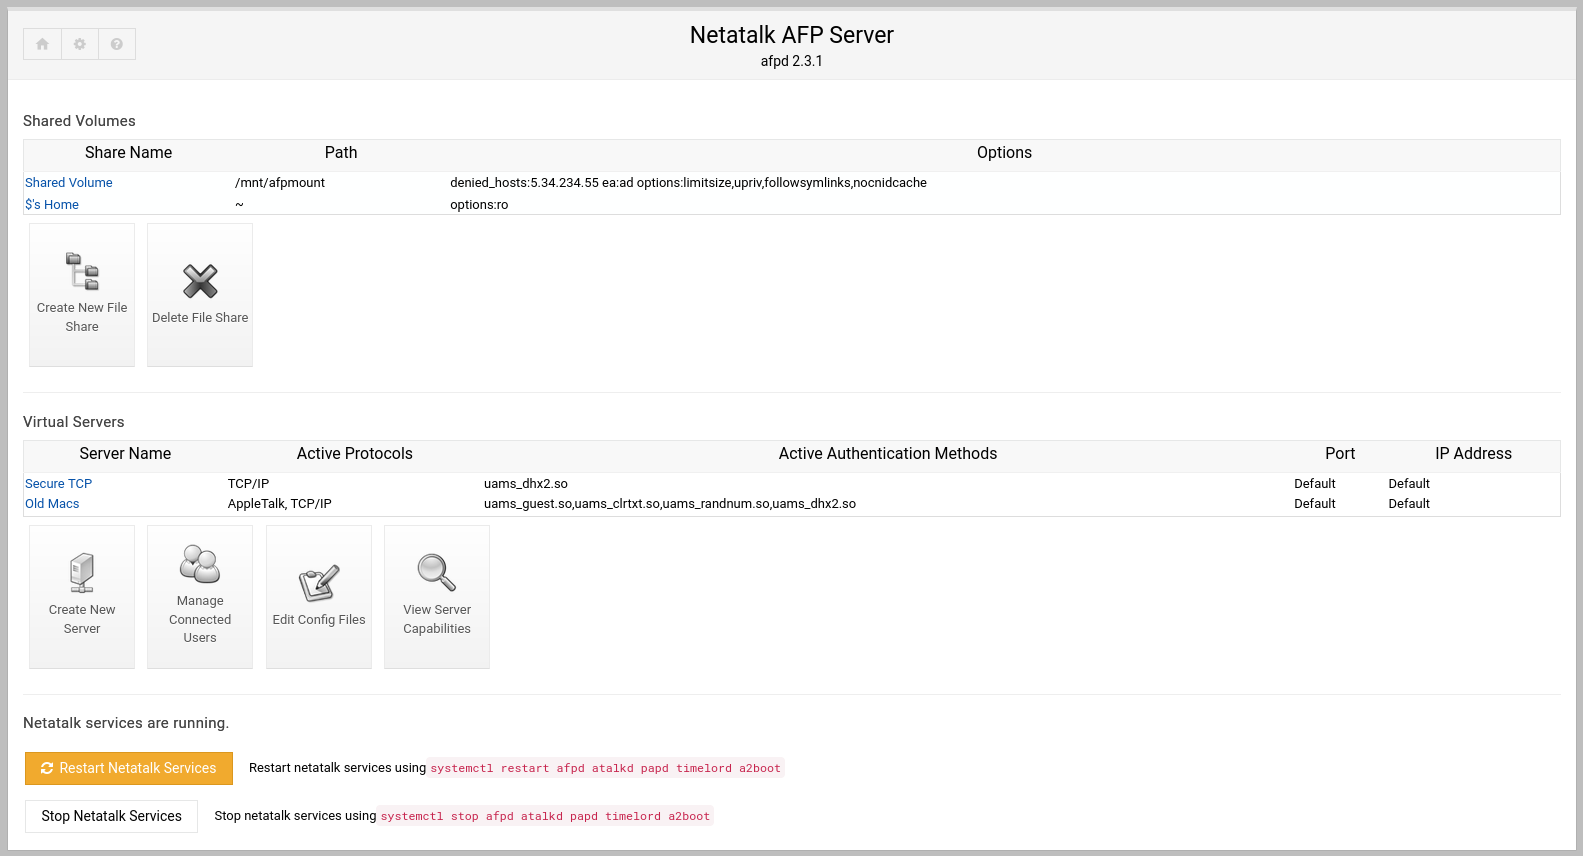 Netatalk AFP Server
afpd 2.3.1
Shared Volumes
Share Name Path Options
Shared Volume /mnt/afpmount denied_hosts:5.34.234.55 ea:ad options:limitsize,upriv,followsymlinks,nocnidcache
$'s Home ~ options:ro
Create New File
Share
Delete File Share
Virtual Servers
Server Name Active Protocols Active Authentication Methods Port IP Address
Secure TCP TCP/IP uams_dhx2.so Default Default
Old Macs AppleTalk, TCP/IP uams_guest.so,uams_clrtxt.so,uams_randnum.so,uams_dhx2.so Default Default
Create New
Server
Manage
Connected
Users
Edit Config Files
View Server
Capabilities
Netatalk services are running.
Restart Netatalk Services Restart netatalk services using systemctl restart afpd atalkd papd timelord a2boot
Stop Netatalk Services Stop netatalk services using systemctl stop afpd atalkd papd timelord a2boot